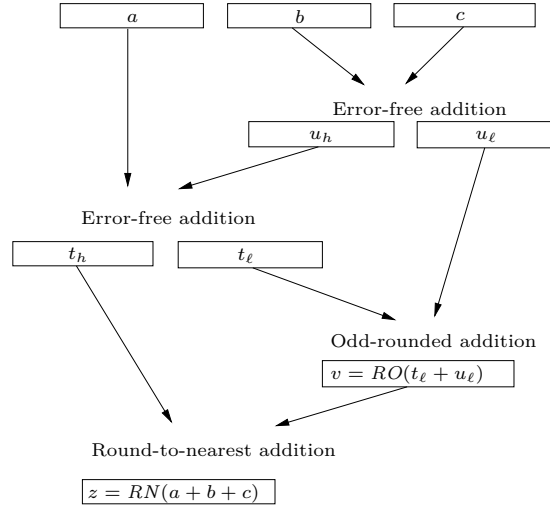 a b c
Error-free addition
u_h u_ℓ
Error-free addition
t_h t_ℓ
Odd-rounded addition
v = RO(t_ℓ + u_ℓ)
Round-to-nearest addition
z = RN(a + b + c)